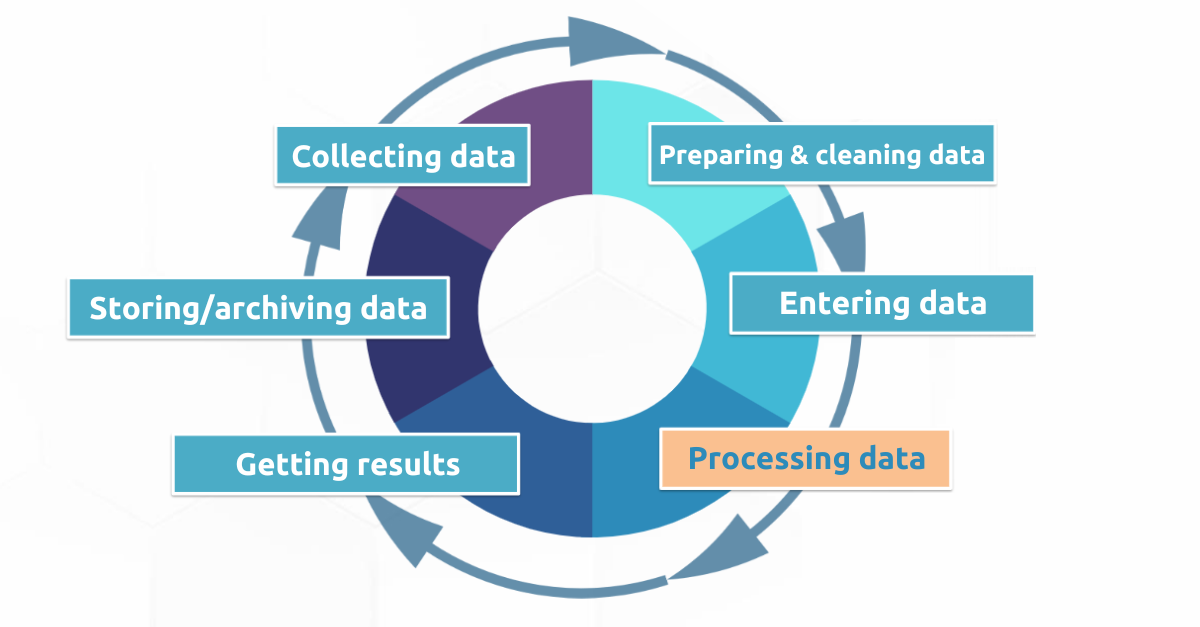 Collecting data
Preparing & cleaning data
Storing/archiving data
Entering data
Getting results
Processing data